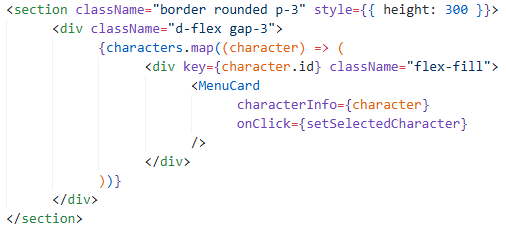 <section className="border rounded p-3" style={{ height: 300 }}>
<div className="d-flex gap-3">
{characters.map((character) => (
<div key={character.id} className="flex-fill">
<MenuCard
characterInfo={character}
onClick={setSelectedCharacter}
/>
</div>
))}
</div>
</section>